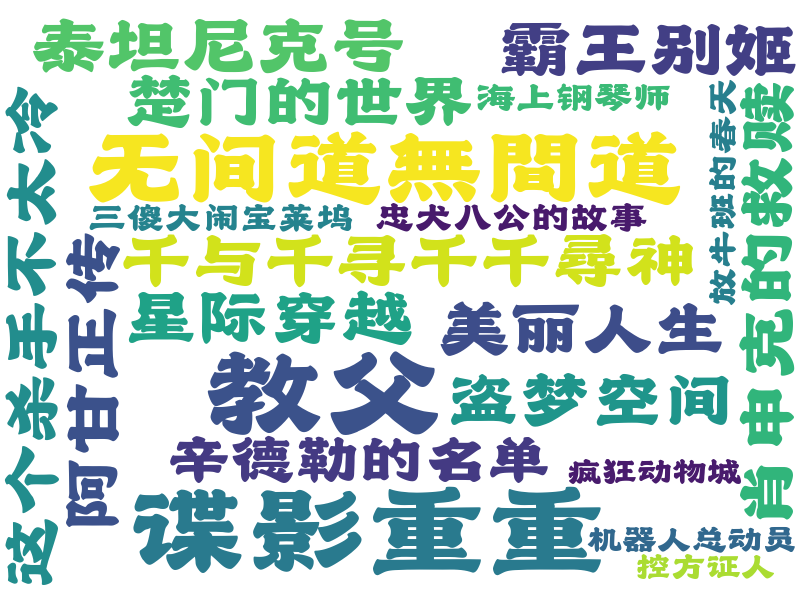 泰坦尼克号
霸王别姬
楚门的世界
海上钢琴师
无间道無間道
三傻大闹宝莱坞
忠犬八公的故事
千与千寻千千尋神
星际穿越
美丽人生
教父
盗梦空间
辛德勒的名单
疯狂动物城
谍影重重
机器人总动员
控方证人
这个杀手不太冷
阿甘正传
放牛班的春天
肖申克的救赎